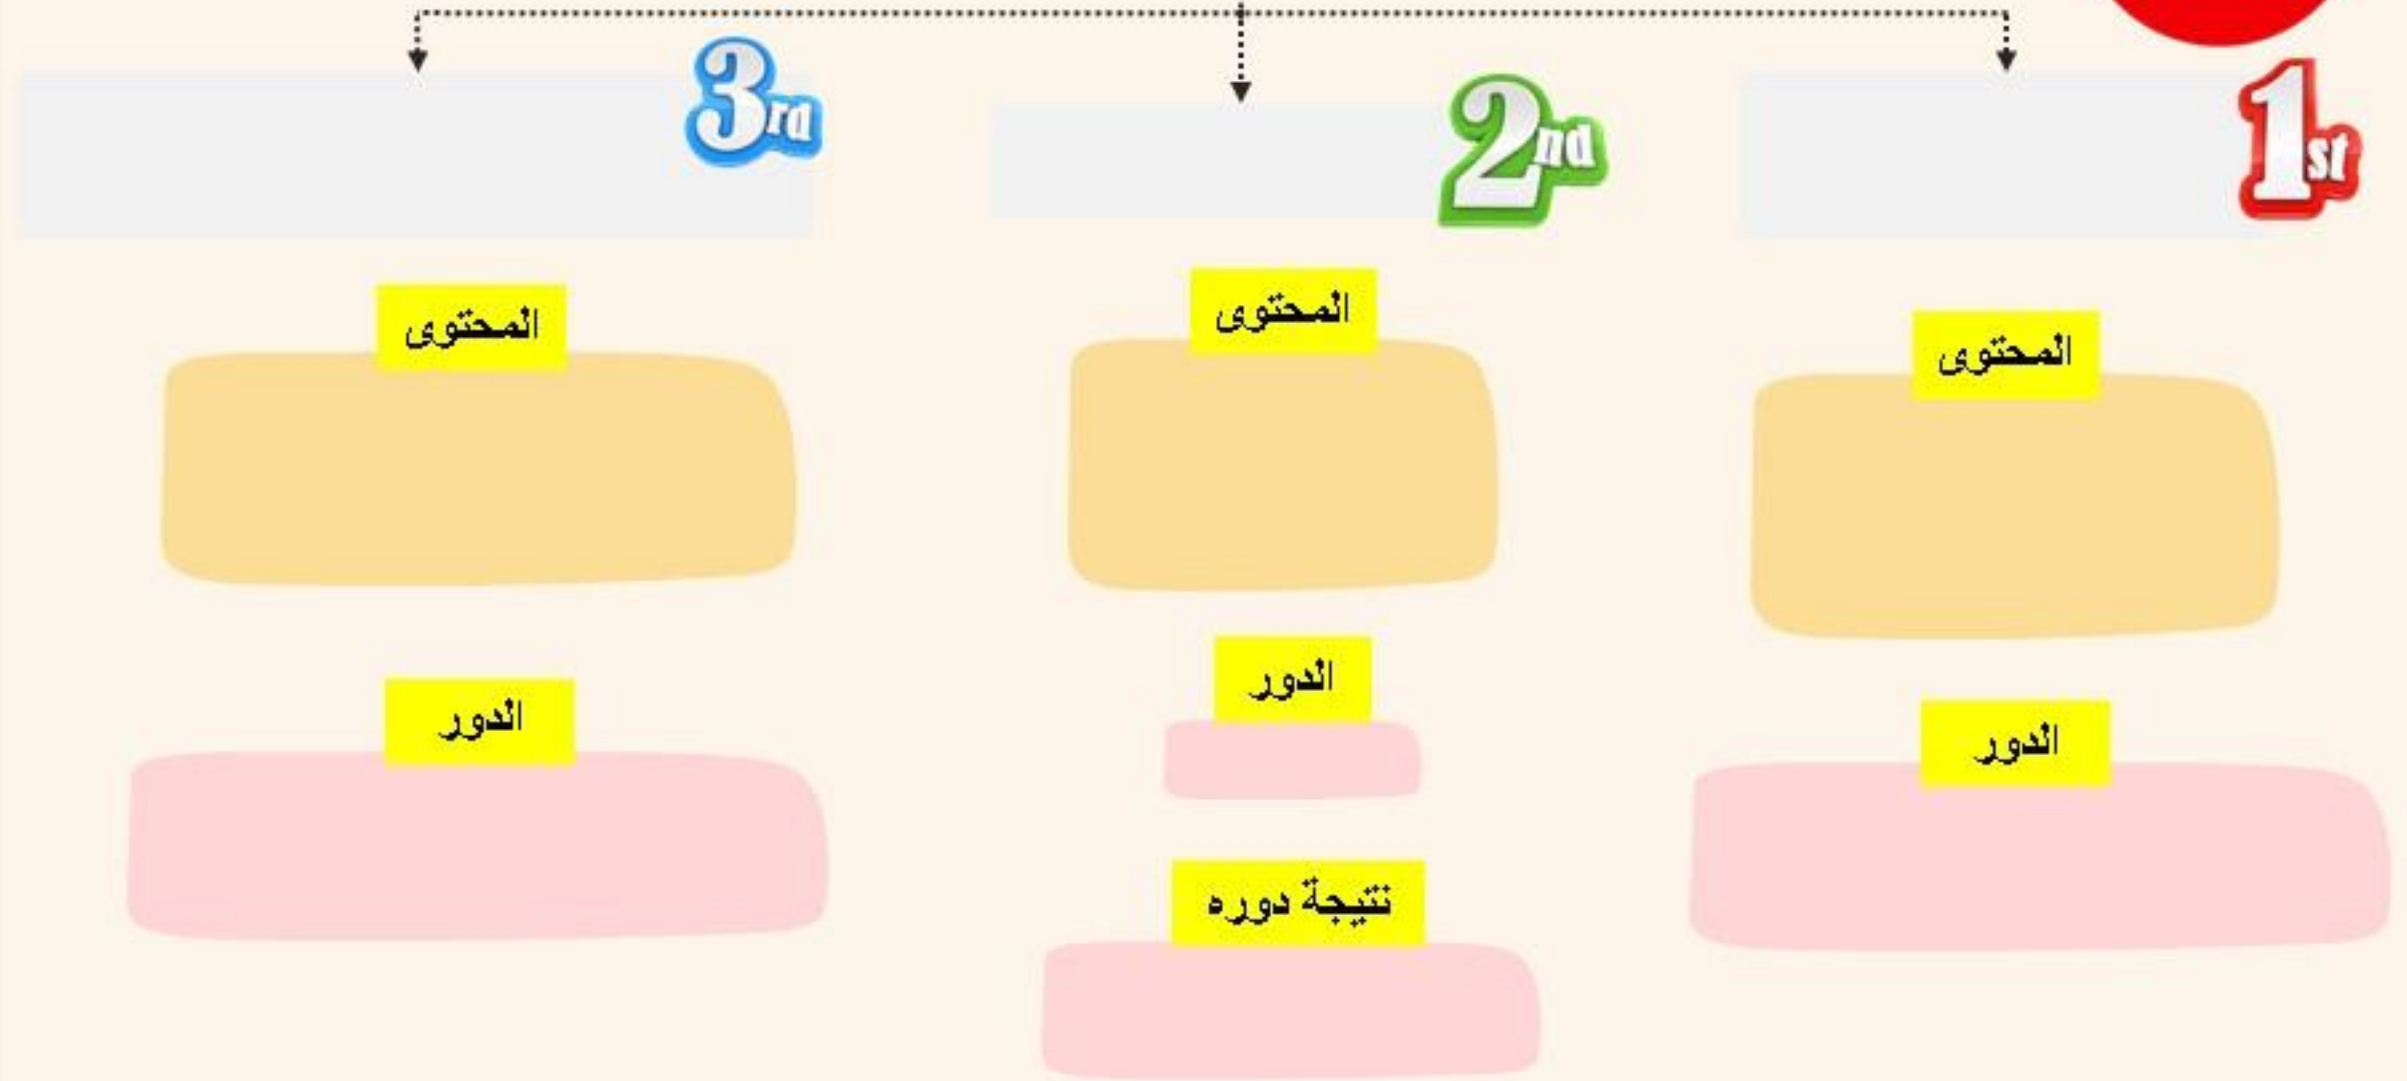 1st
2nd
3rd
المحتوى
المحتوى
المحتوى
الدور
الدور
الدور
نتيجة دوره